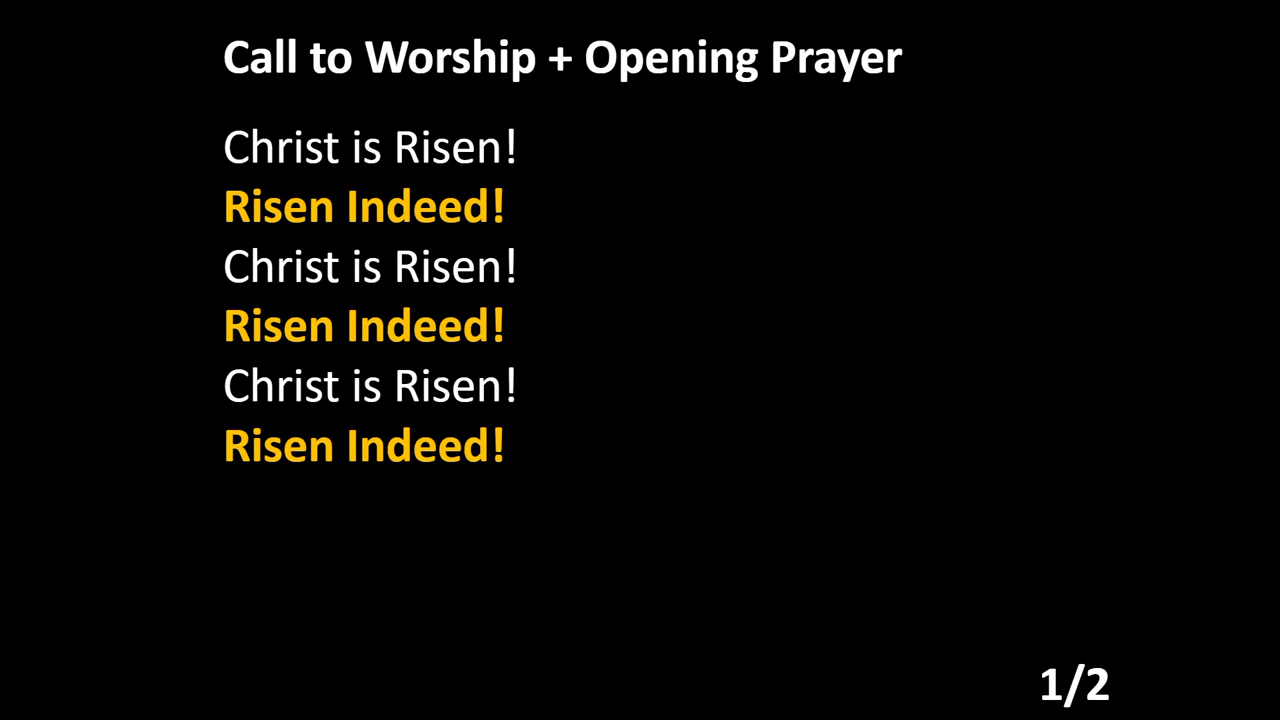 Call to Worship + Opening Prayer
Christ is Risen!
Risen Indeed!
Christ is Risen!
Risen Indeed!
Christ is Risen!
Risen Indeed!
1/2